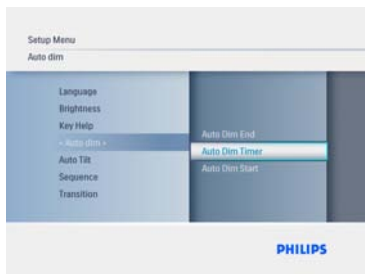 Setup Menu
Auto dim
Language
Brightness
Key Help
< Auto dim >
Auto Tilt
Sequence
Transition
Auto Dim End
Auto Dim Timer
Auto Dim Start
PHILIPS